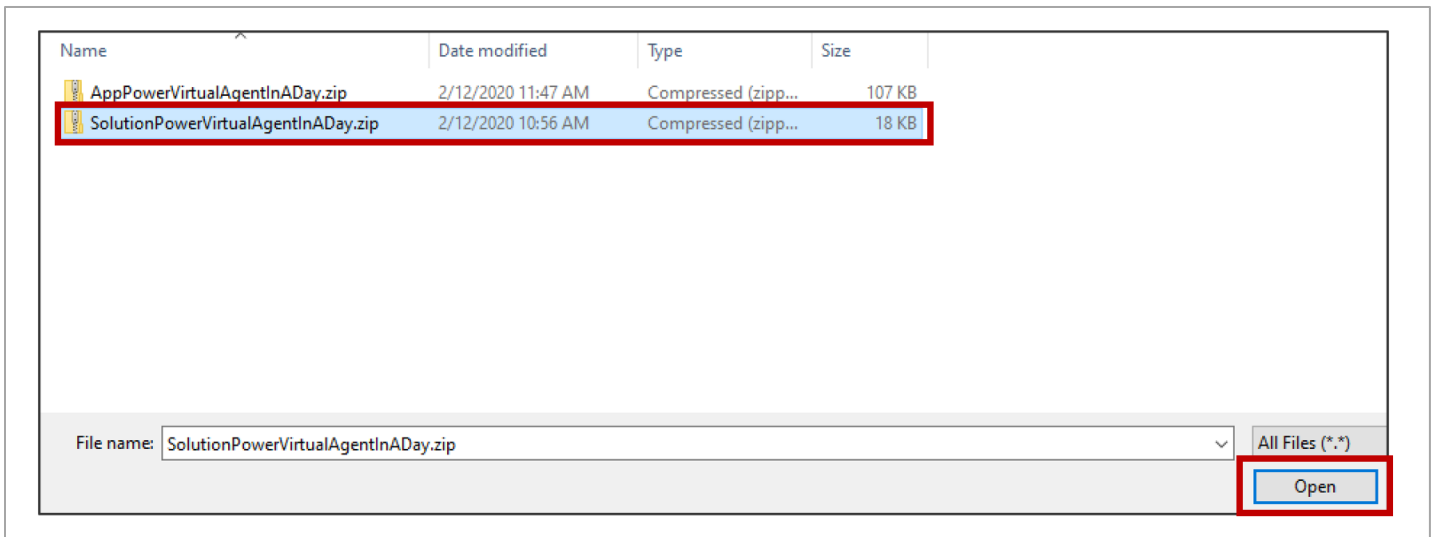 Name Date modified Type Size
AppPowerVirtualAgentInADay.zip 2/12/2020 11:47 AM Compressed (zipp... 107 KB
SolutionPowerVirtualAgentInADay.zip 2/12/2020 10:56 AM Compressed (zipp... 18 KB
File name: SolutionPowerVirtualAgentInADay.zip All Files (*.*)
Open